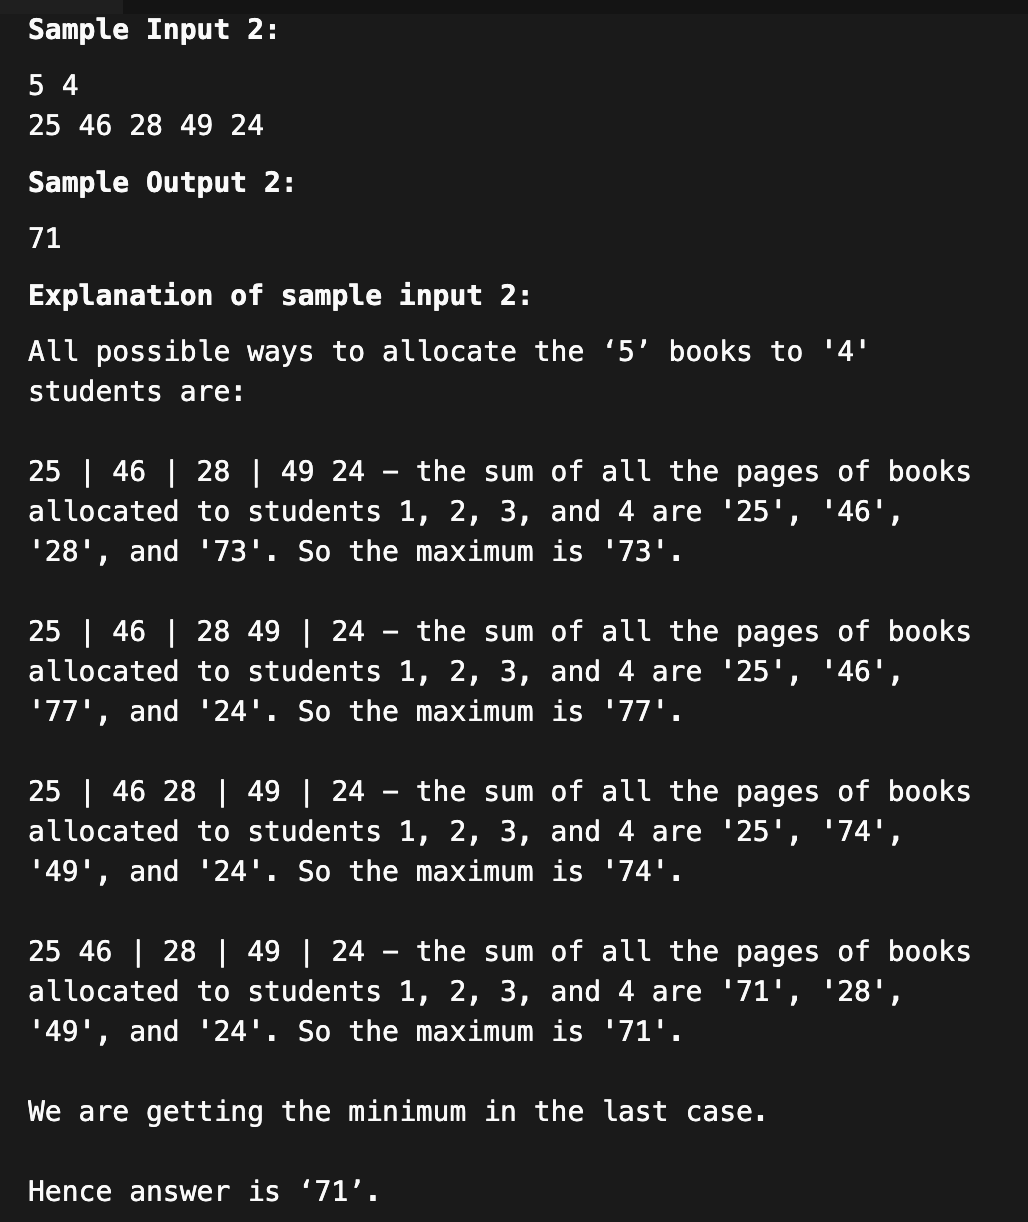 Sample Input 2:
5 4
25 46 28 49 24
Sample Output 2:
71
Explanation of sample input 2:
All possible ways to allocate the ‘5’ books to '4'
students are:
25 | 46 | 28 | 49 24 – the sum of all the pages of books
allocated to students 1, 2, 3, and 4 are '25', '46',
'28', and '73'. So the maximum is '73'.
25 | 46 | 28 49 | 24 – the sum of all the pages of books
allocated to students 1, 2, 3, and 4 are '25', '46',
'77', and '24'. So the maximum is '77'.
25 | 46 28 | 49 | 24 – the sum of all the pages of books
allocated to students 1, 2, 3, and 4 are '25', '74',
'49', and '24'. So the maximum is '74'.
25 46 | 28 | 49 | 24 – the sum of all the pages of books
allocated to students 1, 2, 3, and 4 are '71', '28',
'49', and '24'. So the maximum is '71'.
We are getting the minimum in the last case.
Hence answer is ‘71’.